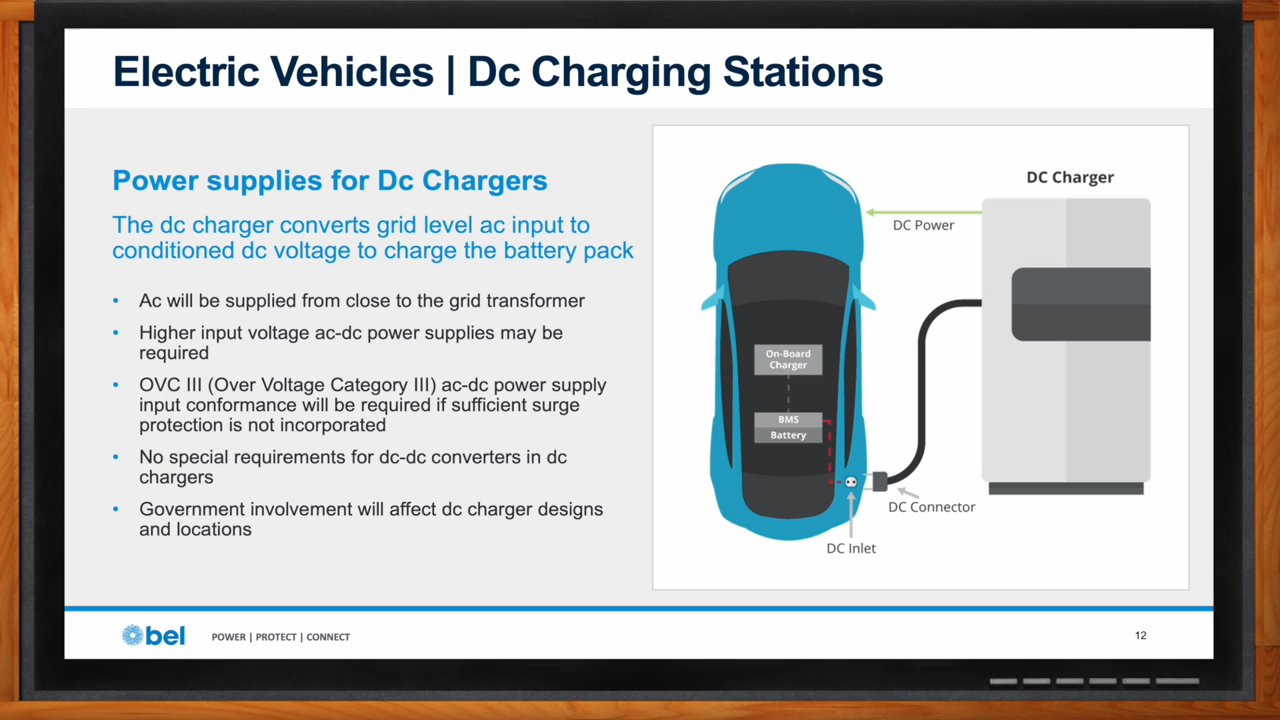 Electric Vehicles | Dc Charging Stations
Power supplies for Dc Chargers
The dc charger converts grid level ac input to
conditioned dc voltage to charge the battery pack
• Ac will be supplied from close to the grid transformer
• Higher input voltage ac-dc power supplies may be
required
• OVC III (Over Voltage Category III) ac-dc power supply
input conformance will be required if sufficient surge
protection is not incorporated
• No special requirements for dc-dc converters in dc
chargers
• Government involvement will affect dc charger designs
and locations
DC Charger
DC Power
On-Board
Charger
BMS
Battery
DC Connector
DC Inlet
bel
POWER | PROTECT | CONNECT
12